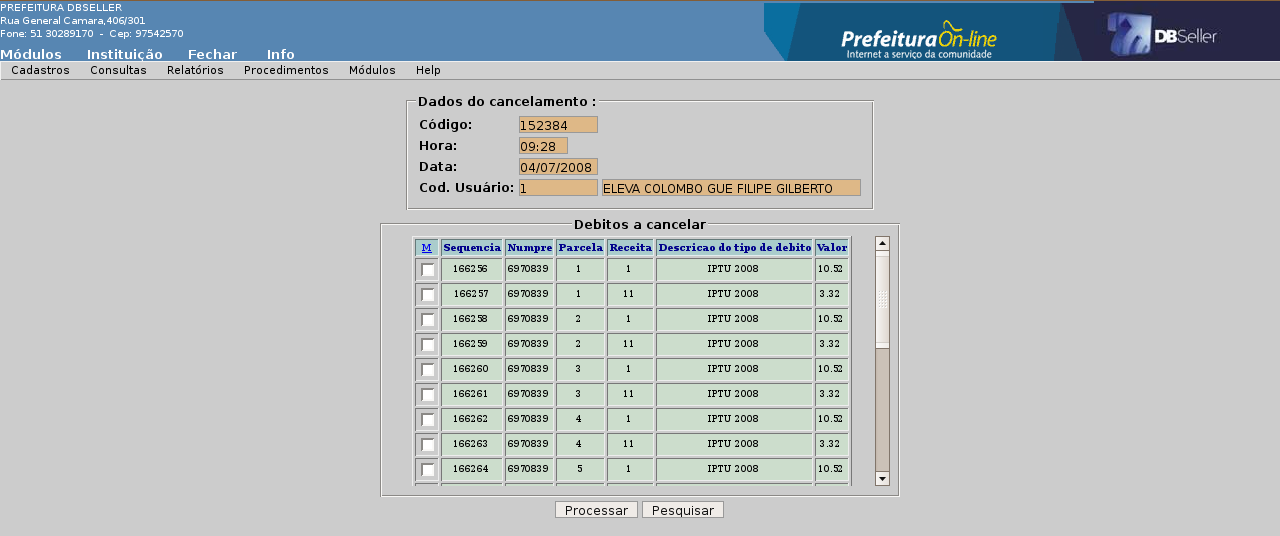 PREFEITURA DBSELLER
Rua General Camara,406/301
Fone: 51 30289170 - Cep: 97542570
Módulos Instituição Fechar Info
PrefeituraOn-line
Internet a serviço da comunidade
DBSeller
Cadastros Consultas Relatórios Procedimentos Módulos Help
Dados do cancelamento :
Código: 152384
Hora: 09:28
Data: 04/07/2008
Cod. Usuário: 1 ELEVA COLOMBO GUE FILIPE GILBERTO
Debitos a cancelar
M Sequencia Numpre Parcela Receita Descricao do tipo de debito Valor
166256 6970839 1 1 IPTU 2008 10.52
166257 6970839 1 11 IPTU 2008 3.32
166258 6970839 2 1 IPTU 2008 10.52
166259 6970839 2 11 IPTU 2008 3.32
166260 6970839 3 1 IPTU 2008 10.52
166261 6970839 3 11 IPTU 2008 3.32
166262 6970839 4 1 IPTU 2008 10.52
166263 6970839 4 11 IPTU 2008 3.32
166264 6970839 5 1 IPTU 2008 10.52
Processar Pesquisar